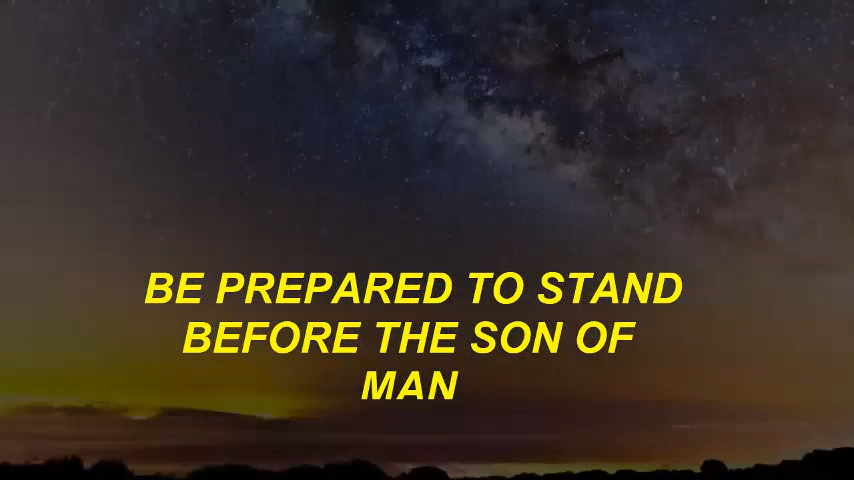 BE PREPARED TO STAND
BEFORE THE SON OF
MAN